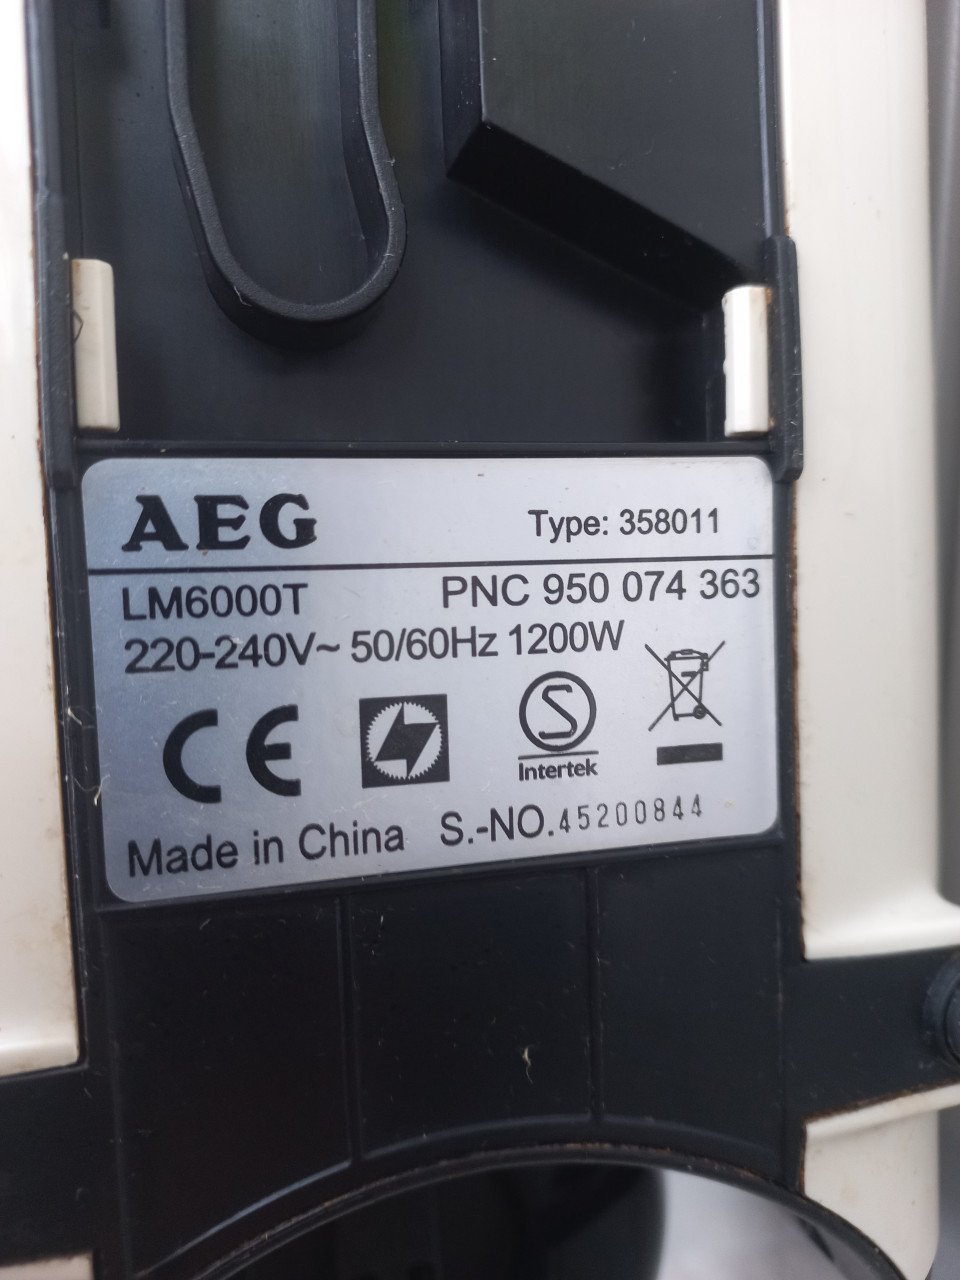 AEG Type: 358011
LM6000T PNC 950 074 363
220-240V~ 50/60Hz 1200W
CE S
Intertek
Made in China S.-NO. 45200844